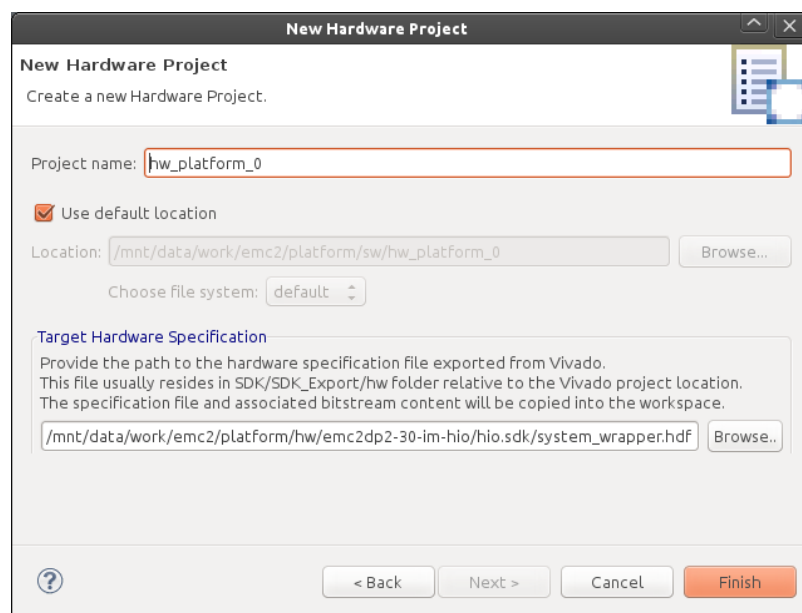 New Hardware Project
New Hardware Project
Create a new Hardware Project.
Project name: hw_platform_0
Use default location
Location: /mnt/data/work/emc2/platform/sw/hw_platform_0 Browse...
Choose file system: default
Target Hardware Specification
Provide the path to the hardware specification file exported from Vivado.
This file usually resides in SDK/SDK_Export/hw folder relative to the Vivado project location.
The specification file and associated bitstream content will be copied into the workspace.
/mnt/data/work/emc2/platform/hw/emc2dp2-30-im-hio/hio.sdk/system_wrapper.hdf Browse..
? < Back Next > Cancel Finish